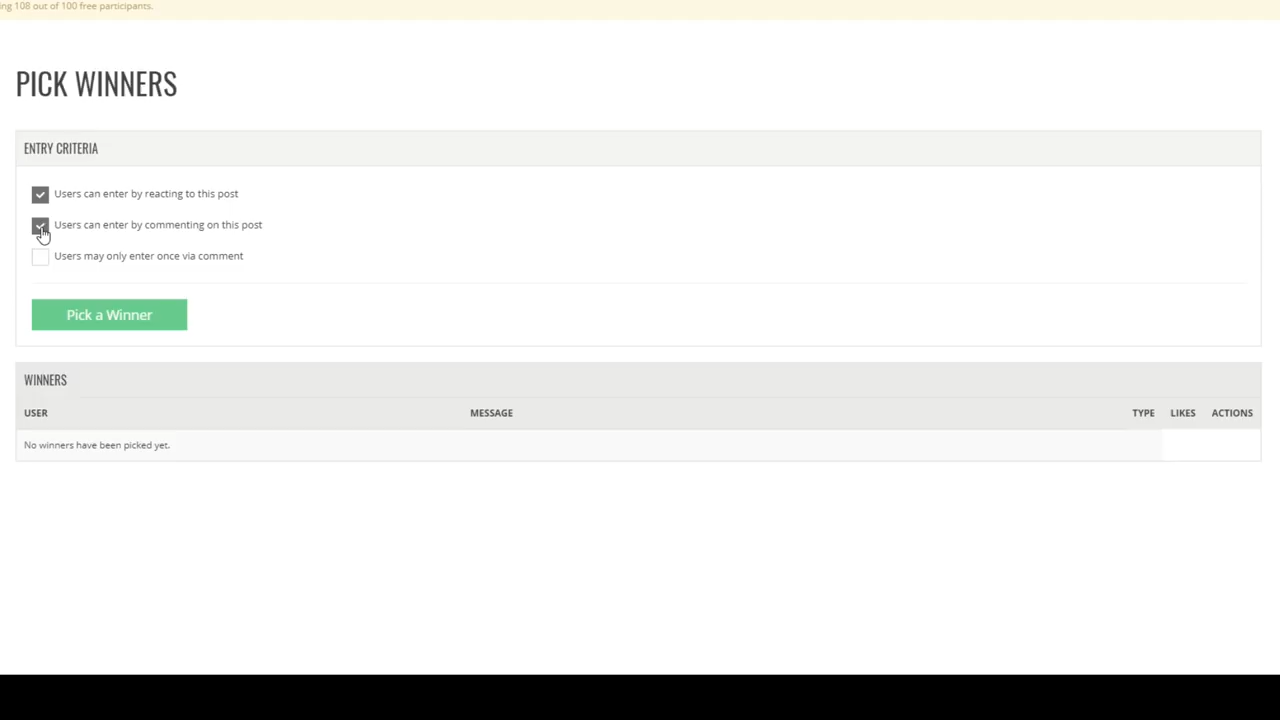 ing 108 out of 100 free participants.
PICK WINNERS
ENTRY CRITERIA
Users can enter by reacting to this post
Users can enter by commenting on this post
Users may only enter once via comment
Pick a Winner
WINNERS
USER MESSAGE TYPE LIKES ACTIONS
No winners have been picked yet.